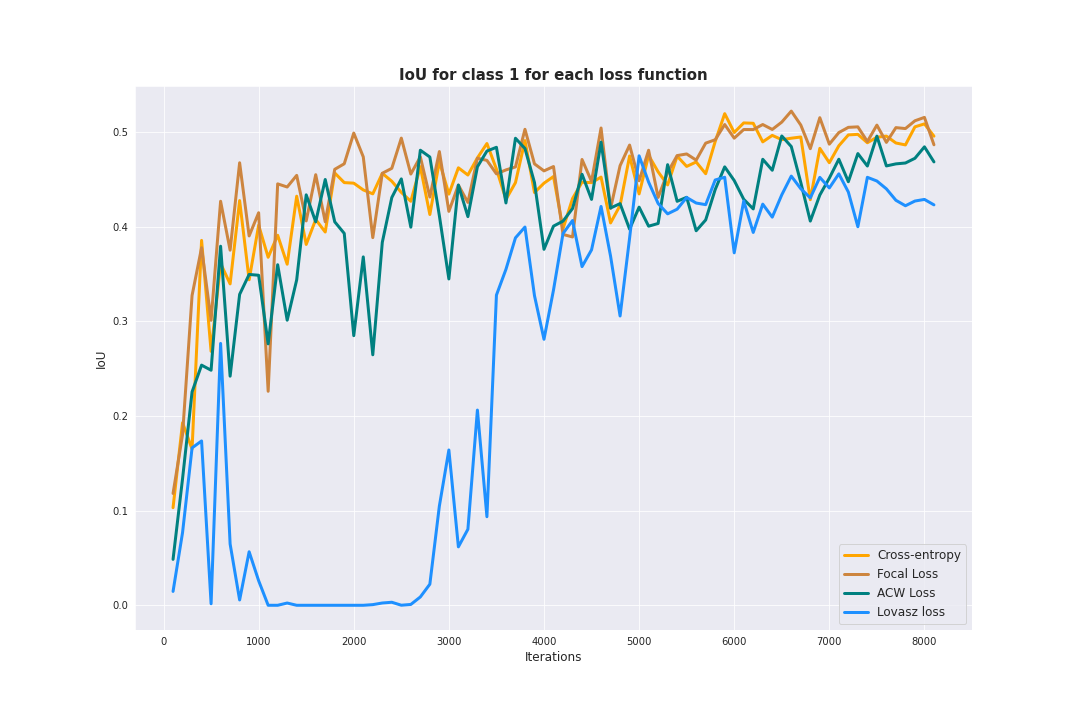 IoU for class 1 for each loss function
IoU
0.5
0.4
0.3
0.2
0.1
0.0
0 1000 2000 3000 4000 5000 6000 7000 8000
Iterations
Cross-entropy
Focal Loss
ACW Loss
Lovasz loss